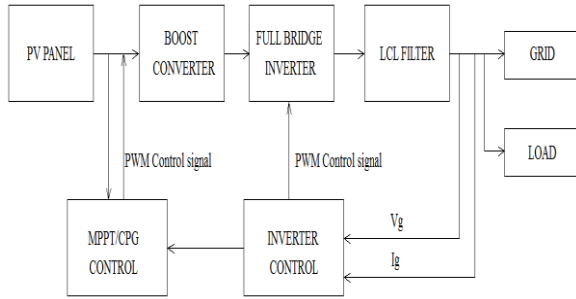 PV PANEL
BOOST
CONVERTER
FULL BRIDGE
INVERTER
LCL FILTER
GRID
LOAD
PWM Control signal
PWM Control signal
MPPT/CPG
CONTROL
INVERTER
CONTROL
Vg
Ig